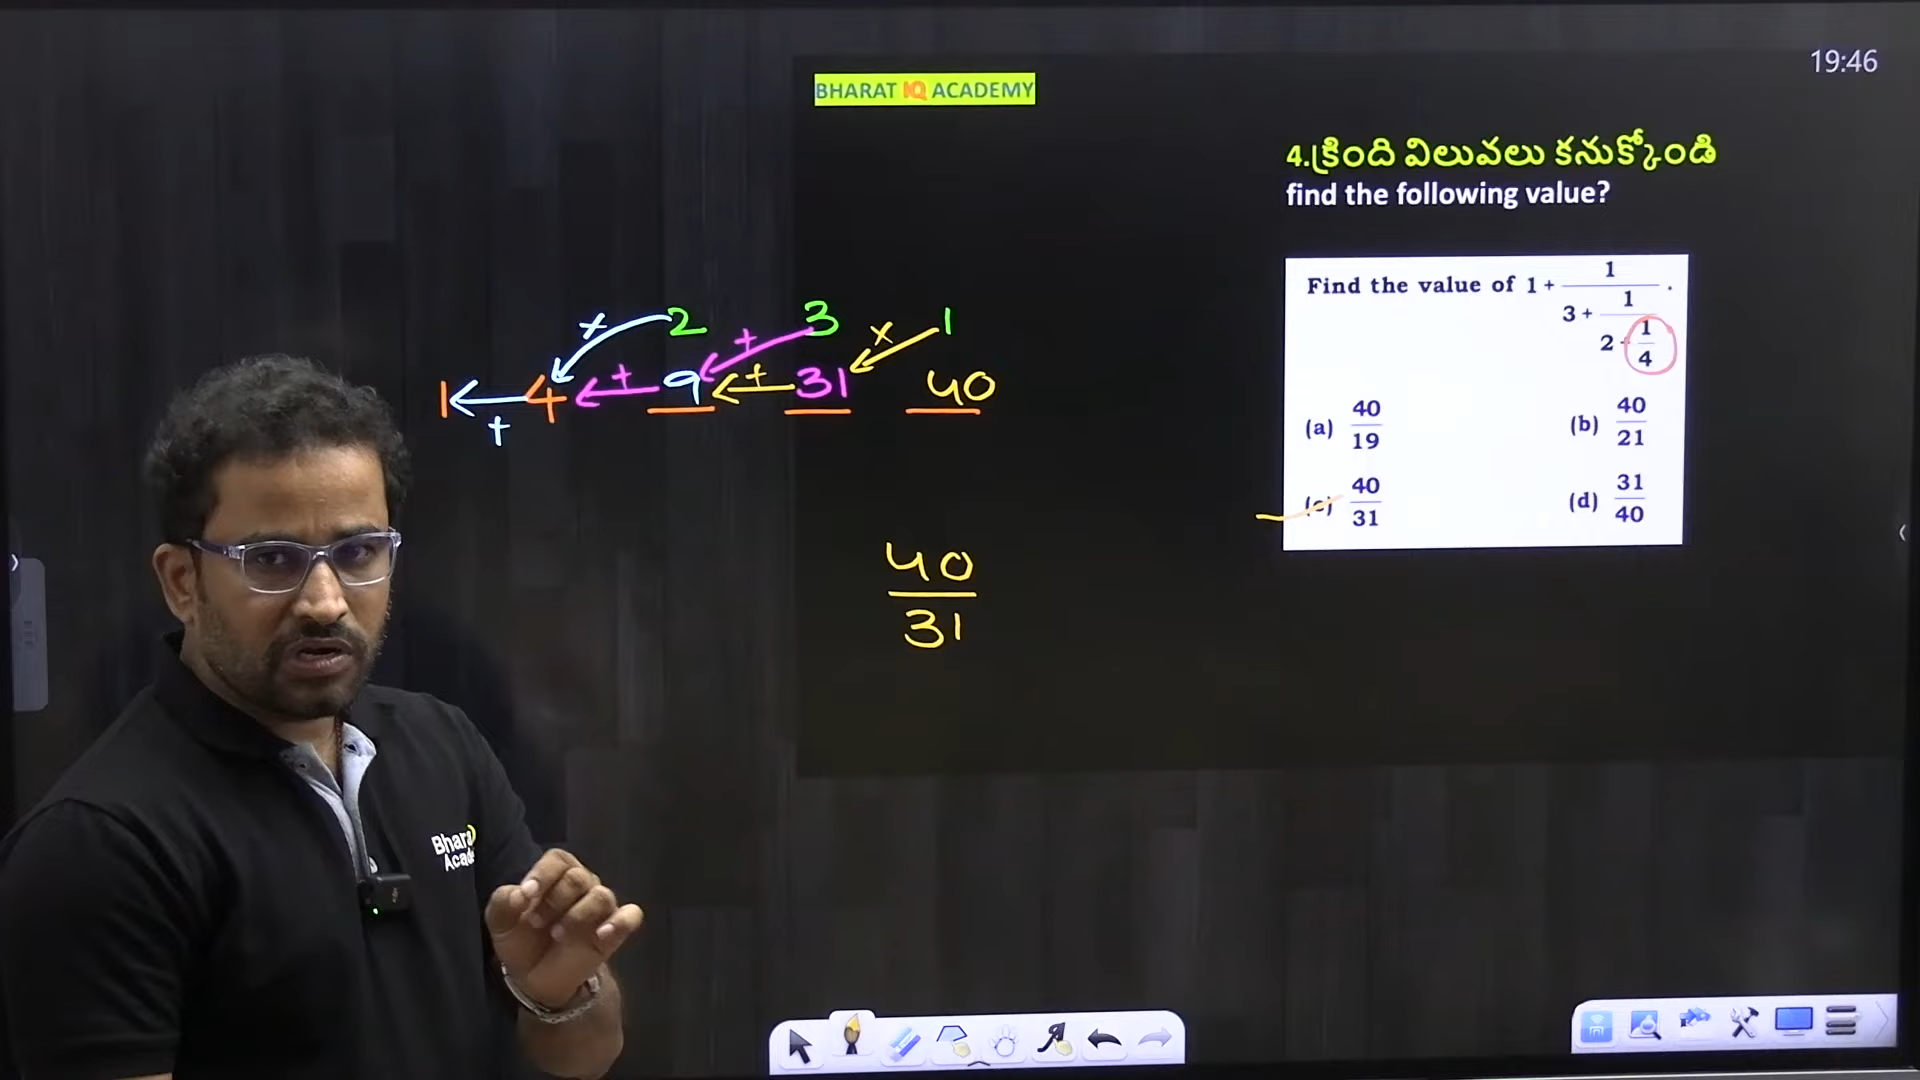 19:46
BHARAT IQ ACADEMY
4.క్రింది విలువలు కనుక్కోండి
find the following value?
Find the value of 1 + 1 / (3 + 1 / (2 + 1/4)) .
(a) 40/19
(b) 40/21
(c) 40/31
(d) 31/40
× 2 + 3 × 1
1 ← 4 ← + 9 ← + 31 40
+
40
31
Bharat
Acade